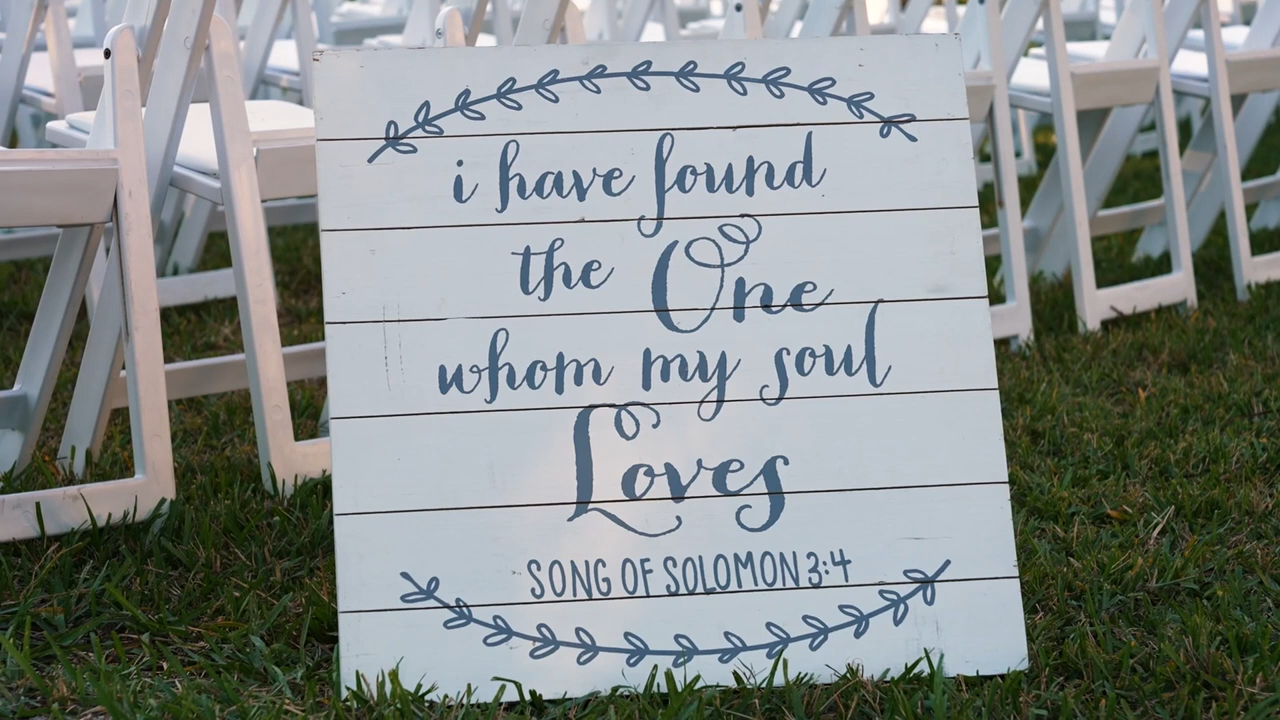 i have found
the One
whom my soul
Loves
SONG OF SOLOMON 3:4